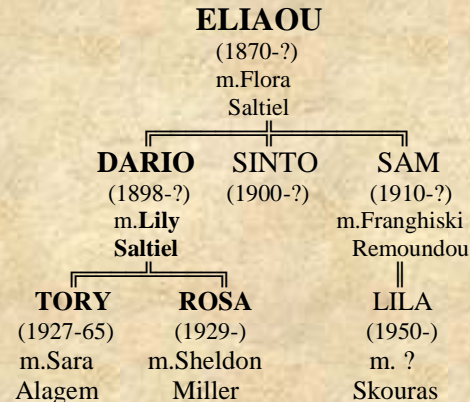 ELIAOU
(1870-?)
m.Flora
Saltiel
DARIO SINTO SAM
(1898-?) (1900-?) (1910-?)
m.Lily m.Franghiski
Saltiel Remoundou
TORY ROSA LILA
(1927-65) (1929-) (1950-)
m.Sara m.Sheldon m. ?
Alagem Miller Skouras